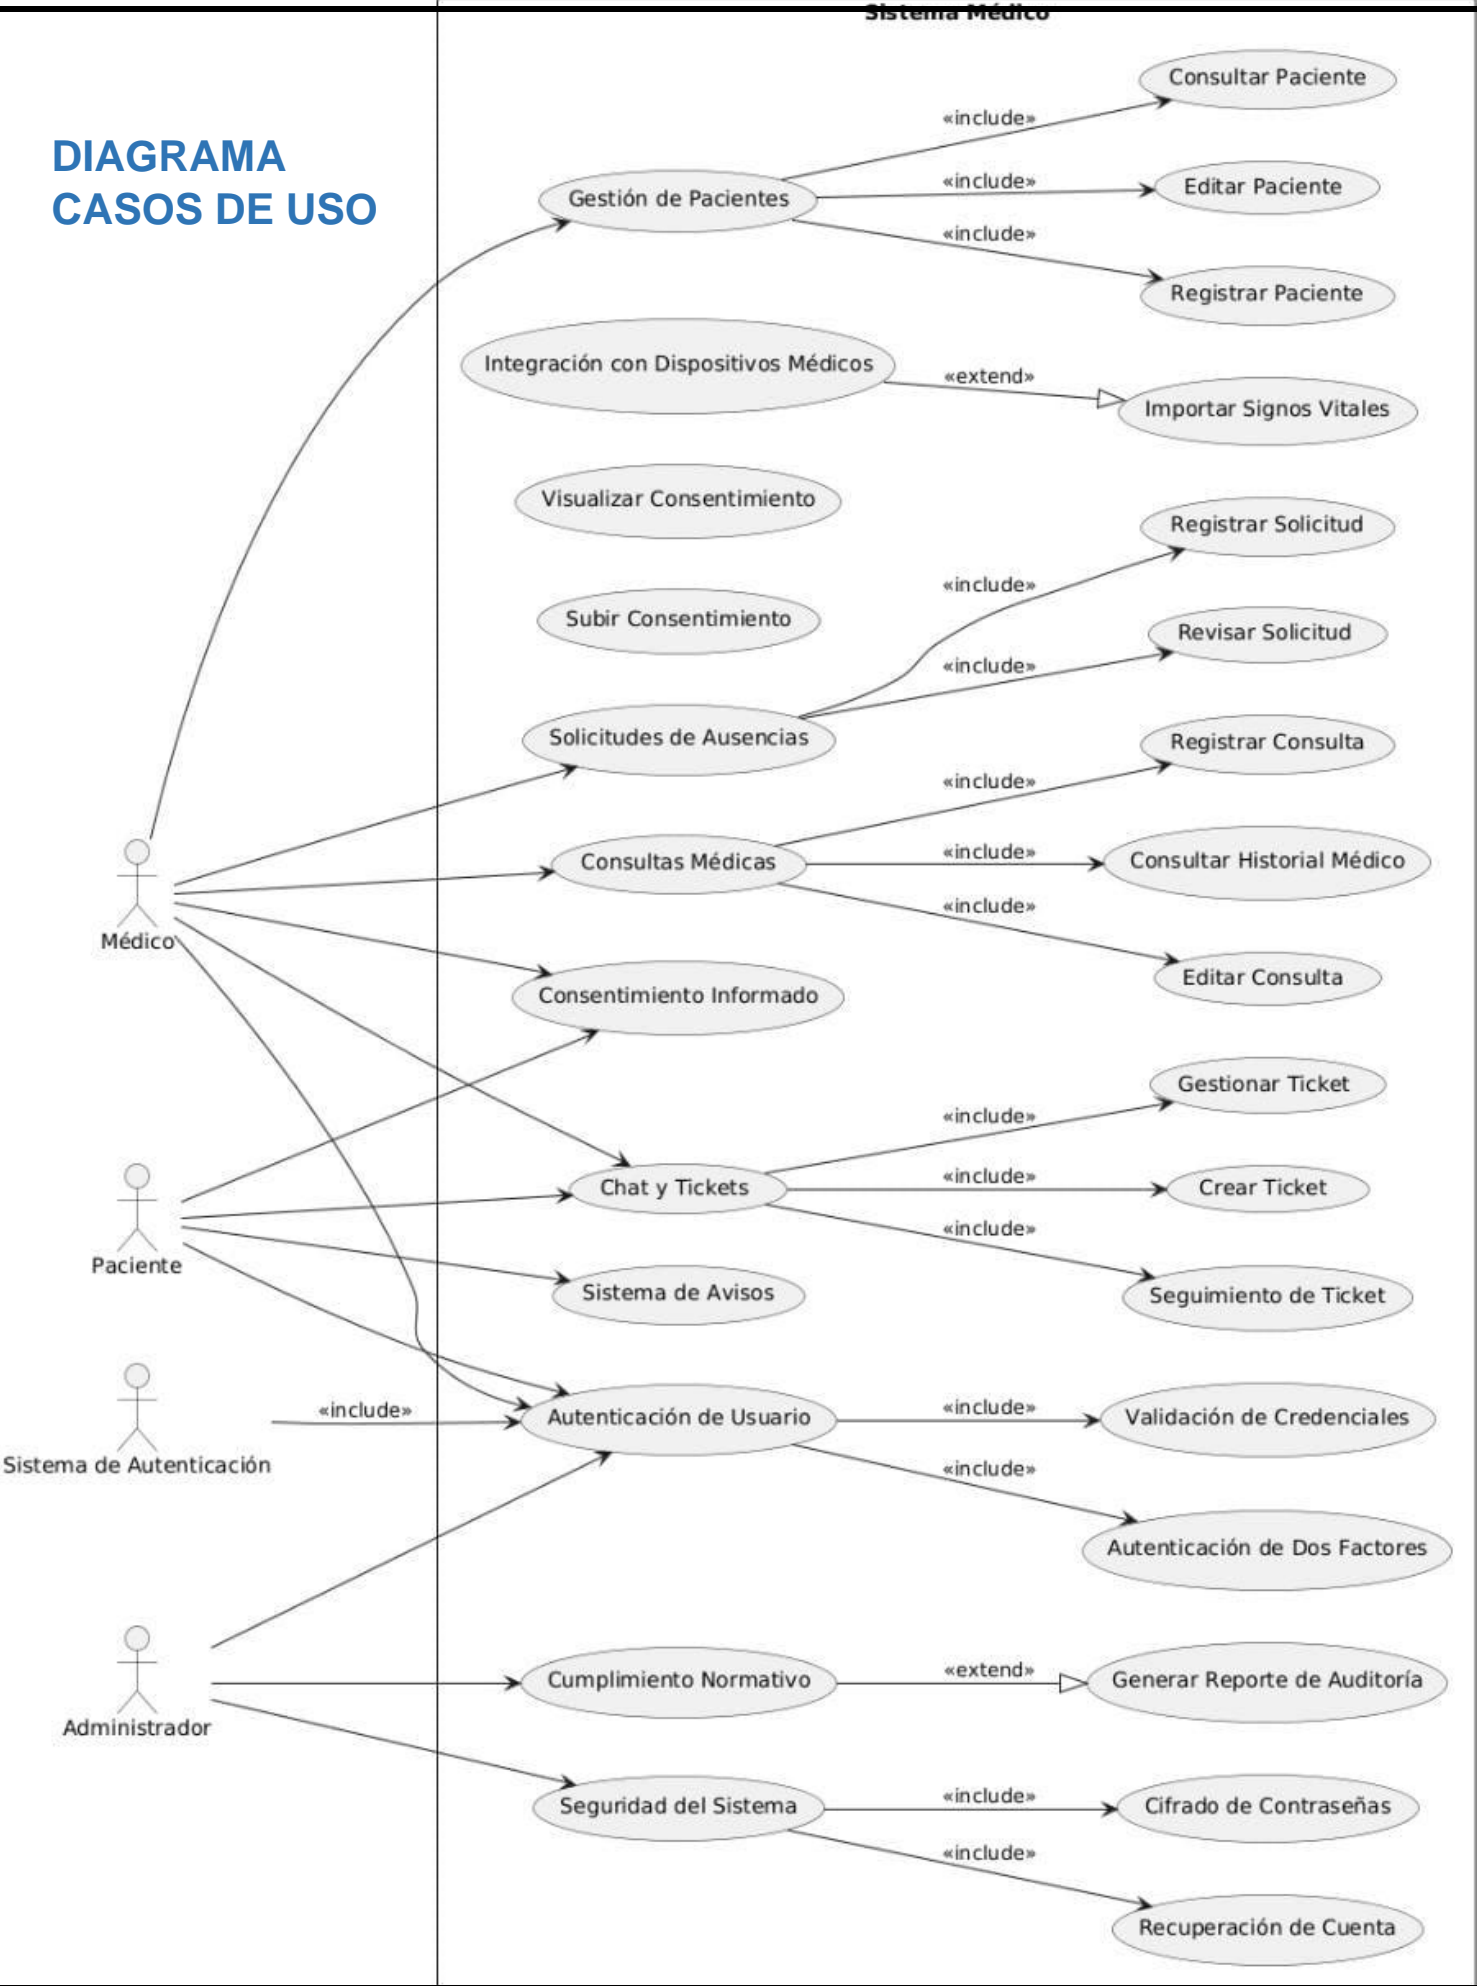 Sistema Médico
DIAGRAMA
CASOS DE USO
Consultar Paciente
«include»
Gestión de Pacientes
«include»
Editar Paciente
«include»
Registrar Paciente
Integración con Dispositivos Médicos
«extend»
Importar Signos Vitales
Visualizar Consentimiento
Registrar Solicitud
«include»
Subir Consentimiento
Revisar Solicitud
«include»
Solicitudes de Ausencias
Registrar Consulta
«include»
Consultas Médicas
«include»
Consultar Historial Médico
«include»
Médico
Editar Consulta
Consentimiento Informado
Gestionar Ticket
«include»
Chat y Tickets
«include»
Crear Ticket
«include»
Paciente
Sistema de Avisos
Seguimiento de Ticket
«include»
Autenticación de Usuario
«include»
Validación de Credenciales
Sistema de Autenticación
«include»
Autenticación de Dos Factores
Cumplimiento Normativo
«extend»
Generar Reporte de Auditoría
Administrador
Seguridad del Sistema
«include»
Cifrado de Contraseñas
«include»
Recuperación de Cuenta